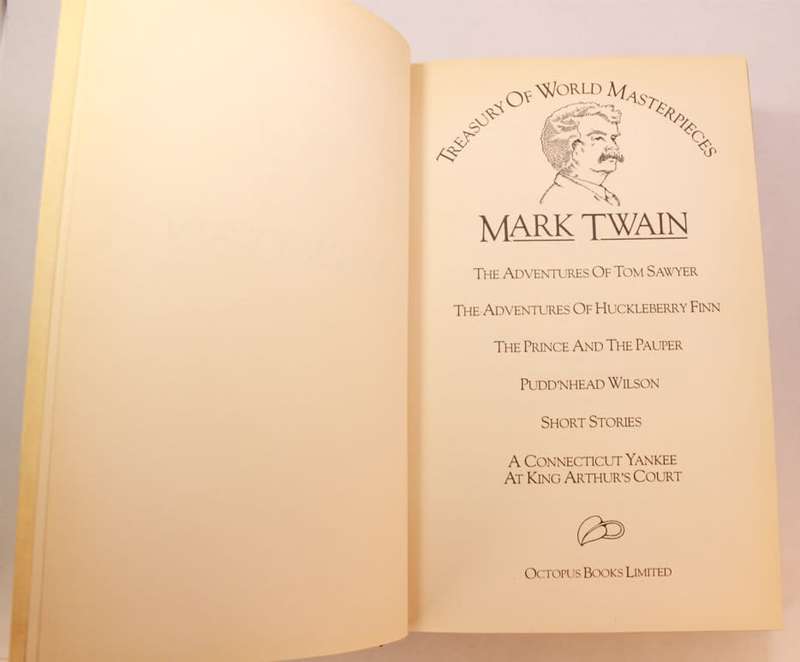 Treasury Of World Masterpieces
Mark Twain
The Adventures Of Tom Sawyer
The Adventures Of Huckleberry Finn
The Prince And The Pauper
Pudd'nhead Wilson
Short Stories
A Connecticut Yankee
At King Arthur's Court
Octopus Books Limited